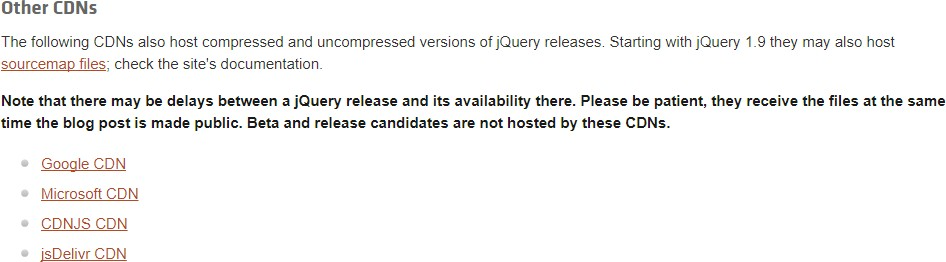 Other CDNs
The following CDNs also host compressed and uncompressed versions of jQuery releases. Starting with jQuery 1.9 they may also host
sourcemap files; check the site's documentation.
Note that there may be delays between a jQuery release and its availability there. Please be patient, they receive the files at the same
time the blog post is made public. Beta and release candidates are not hosted by these CDNs.
Google CDN
Microsoft CDN
CDNJS CDN
jsDelivr CDN